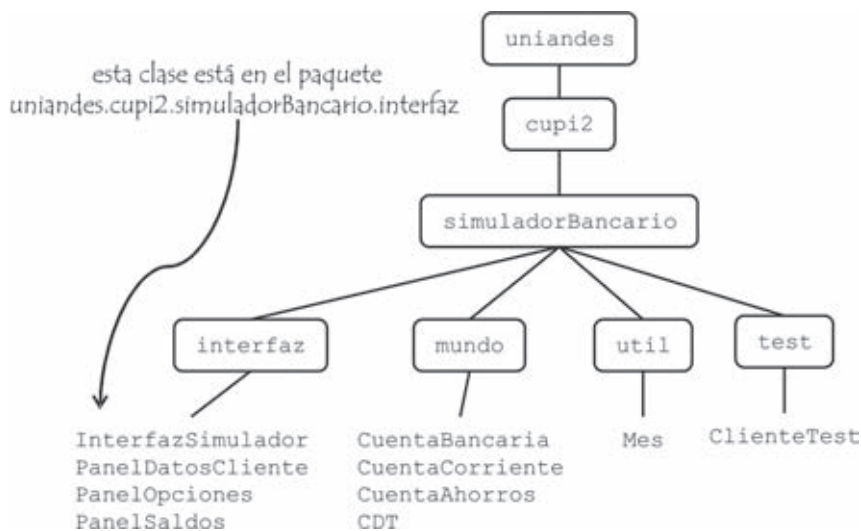 uniandes
esta clase está en el paquete
uniandes.cupi2.simuladorBancario.interfaz
cupi2
simuladorBancario
interfaz
mundo
util
test
InterfazSimulador
PanelDatosCliente
PanelOpciones
PanelSaldos
CuentaBancaria
CuentaCorriente
CuentaAhorros
CDT
Mes
ClienteTest